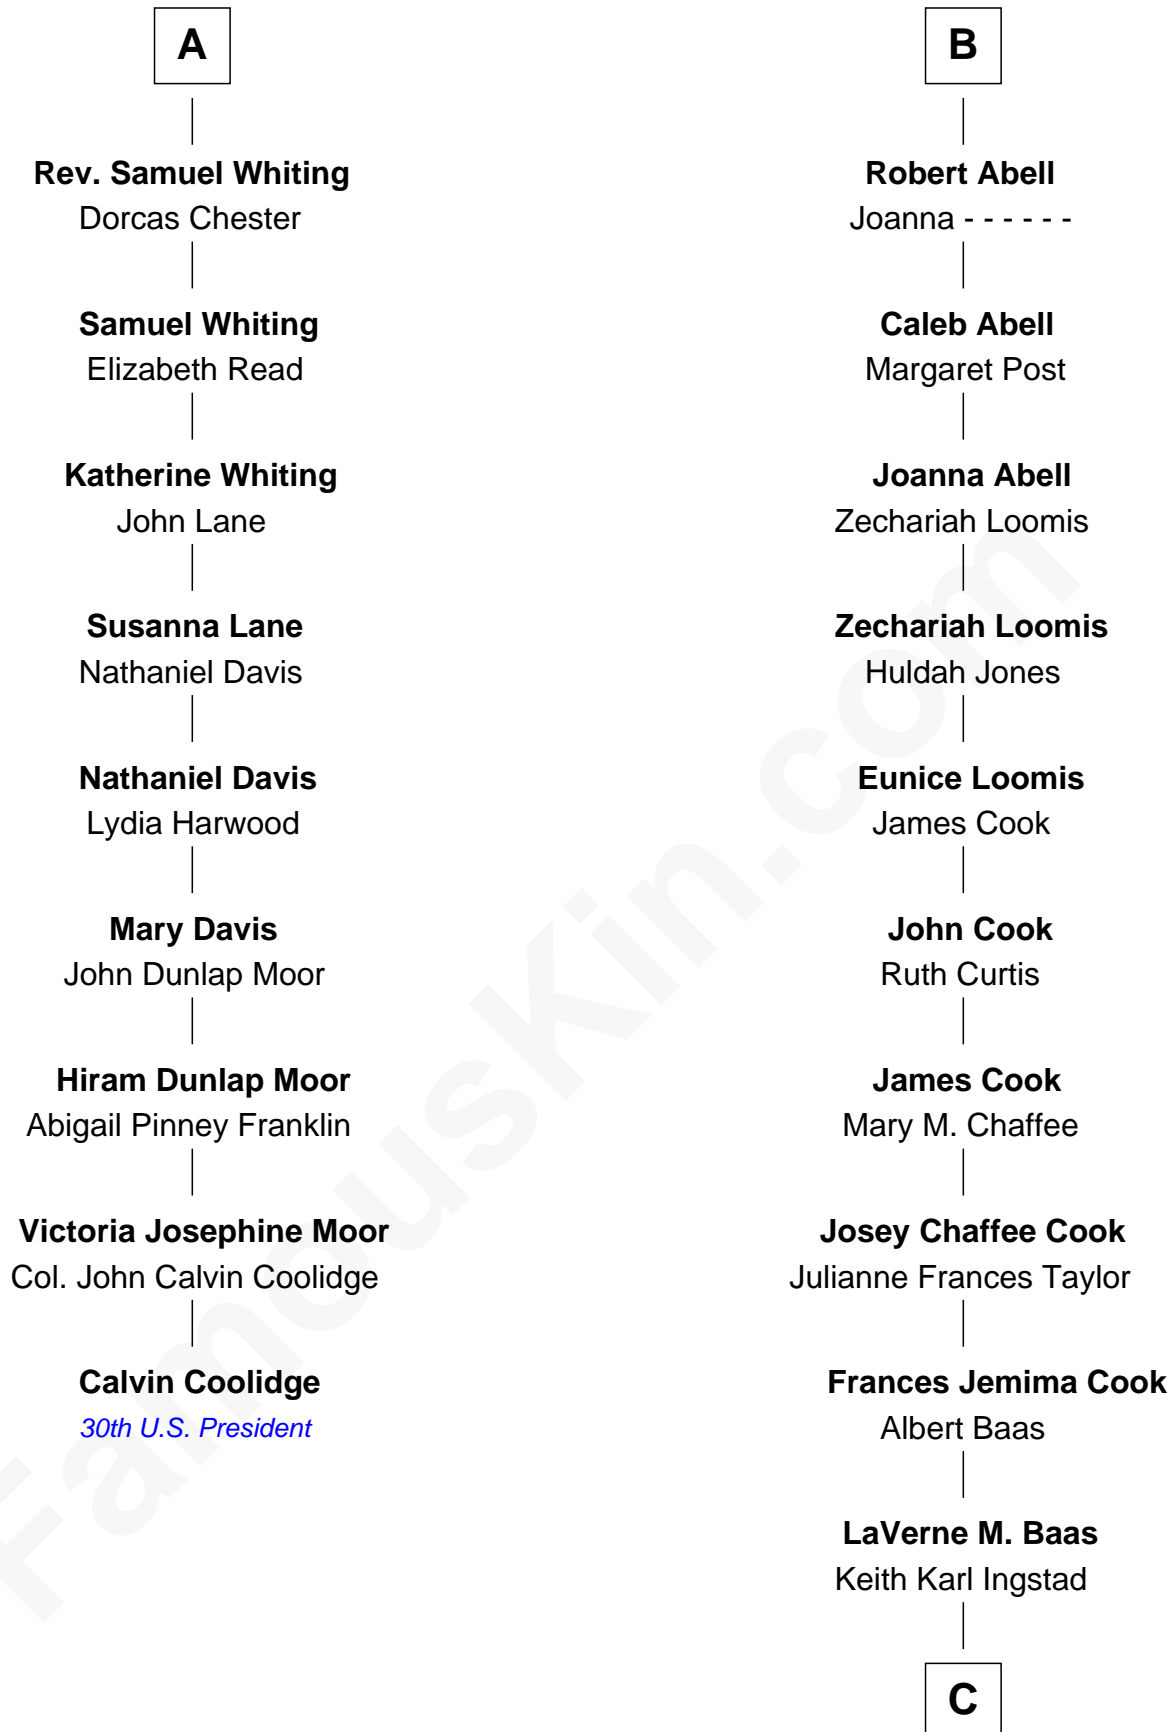 A
Rev. Samuel Whiting
Dorcas Chester
Samuel Whiting
Elizabeth Read
Katherine Whiting
John Lane
Susanna Lane
Nathaniel Davis
Nathaniel Davis
Lydia Harwood
Mary Davis
John Dunlap Moor
Hiram Dunlap Moor
Abigail Pinney Franklin
Victoria Josephine Moor
Col. John Calvin Coolidge
Calvin Coolidge
30th U.S. President
B
Robert Abell
Joanna - - - - - -
Caleb Abell
Margaret Post
Joanna Abell
Zechariah Loomis
Zechariah Loomis
Huldah Jones
Eunice Loomis
James Cook
John Cook
Ruth Curtis
James Cook
Mary M. Chaffee
Josey Chaffee Cook
Julianne Frances Taylor
Frances Jemima Cook
Albert Baas
LaVerne M. Baas
Keith Karl Ingstad
C
FamousKin.com